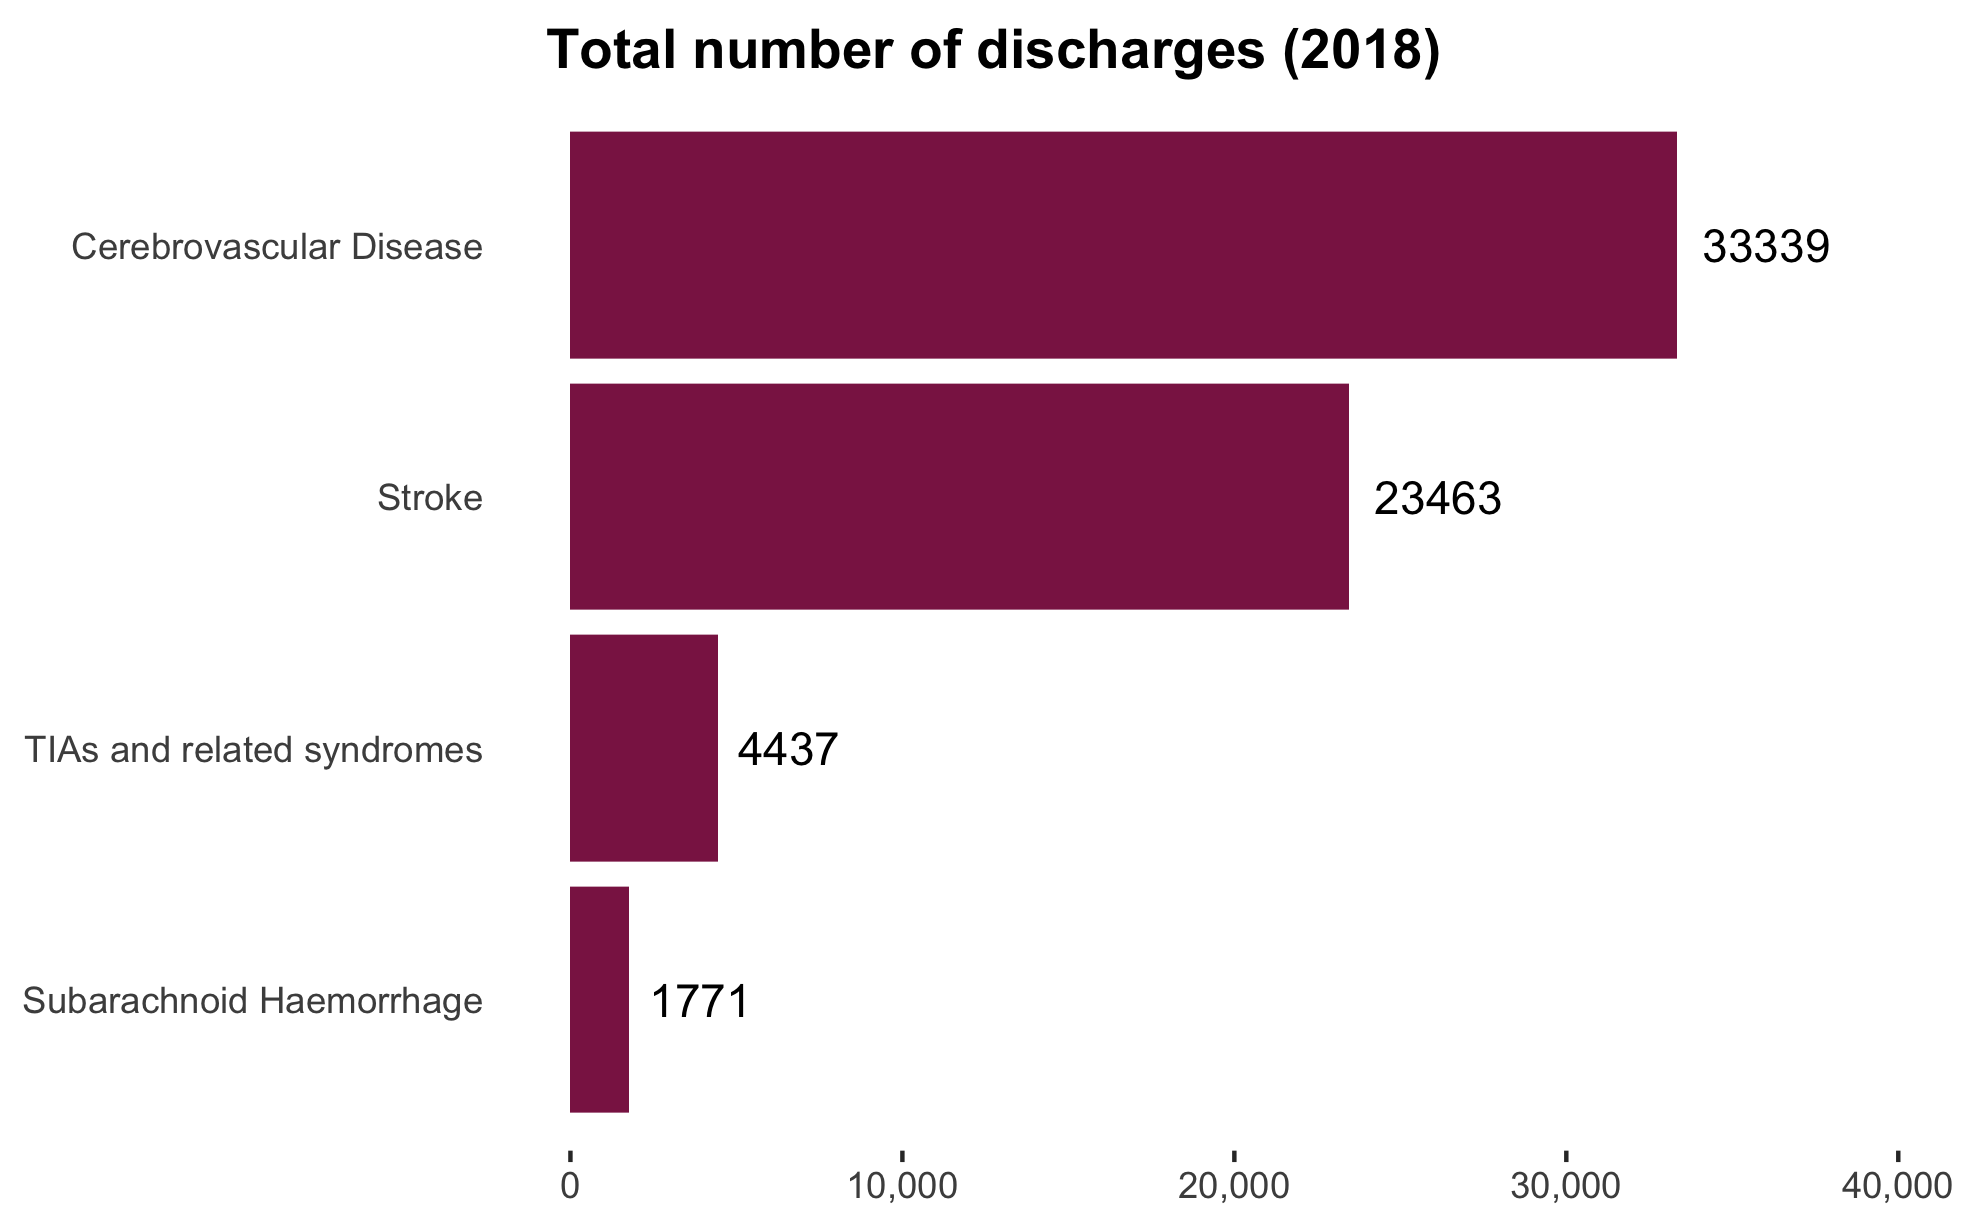 Total number of discharges (2018)
Cerebrovascular Disease
33339
Stroke
23463
TIAs and related syndromes
4437
Subarachnoid Haemorrhage
1771
0 10,000 20,000 30,000 40,000